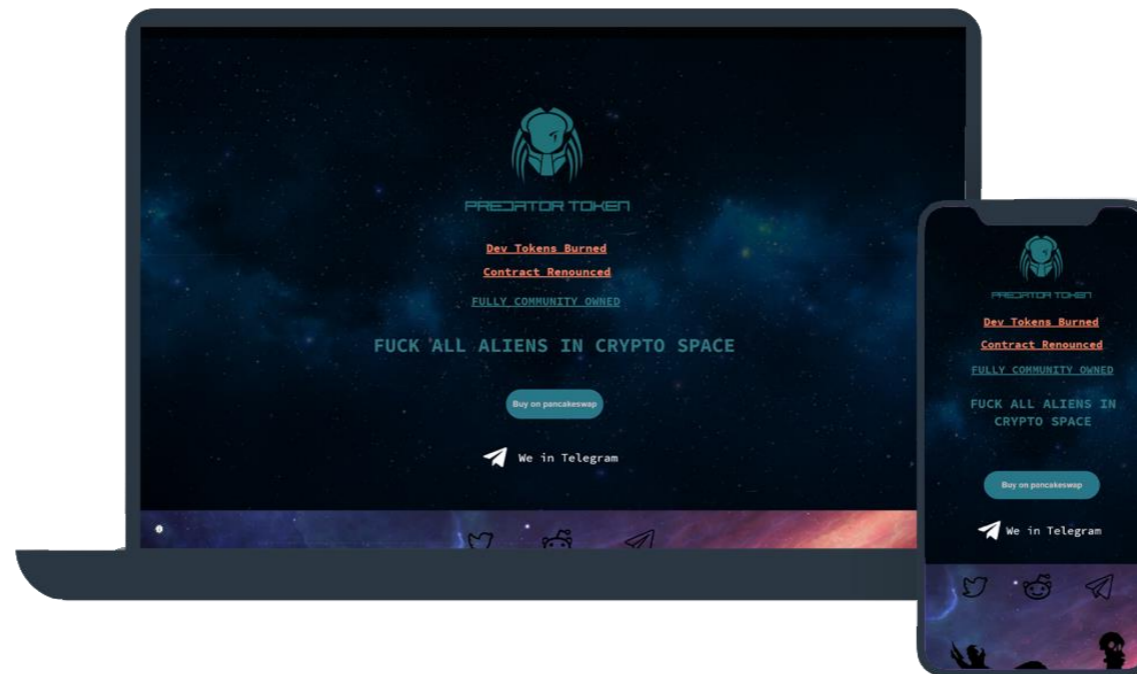 PREDATOR TOKEN
Dev Tokens Burned
Contract Renounced
FULLY COMMUNITY OWNED
FUCK ALL ALIENS IN CRYPTO SPACE
Buy on pancakeswap
We in Telegram
PREDATOR TOKEN
Dev Tokens Burned
Contract Renounced
FULLY COMMUNITY OWNED
FUCK ALL ALIENS IN
CRYPTO SPACE
Buy on pancakeswap
We in Telegram